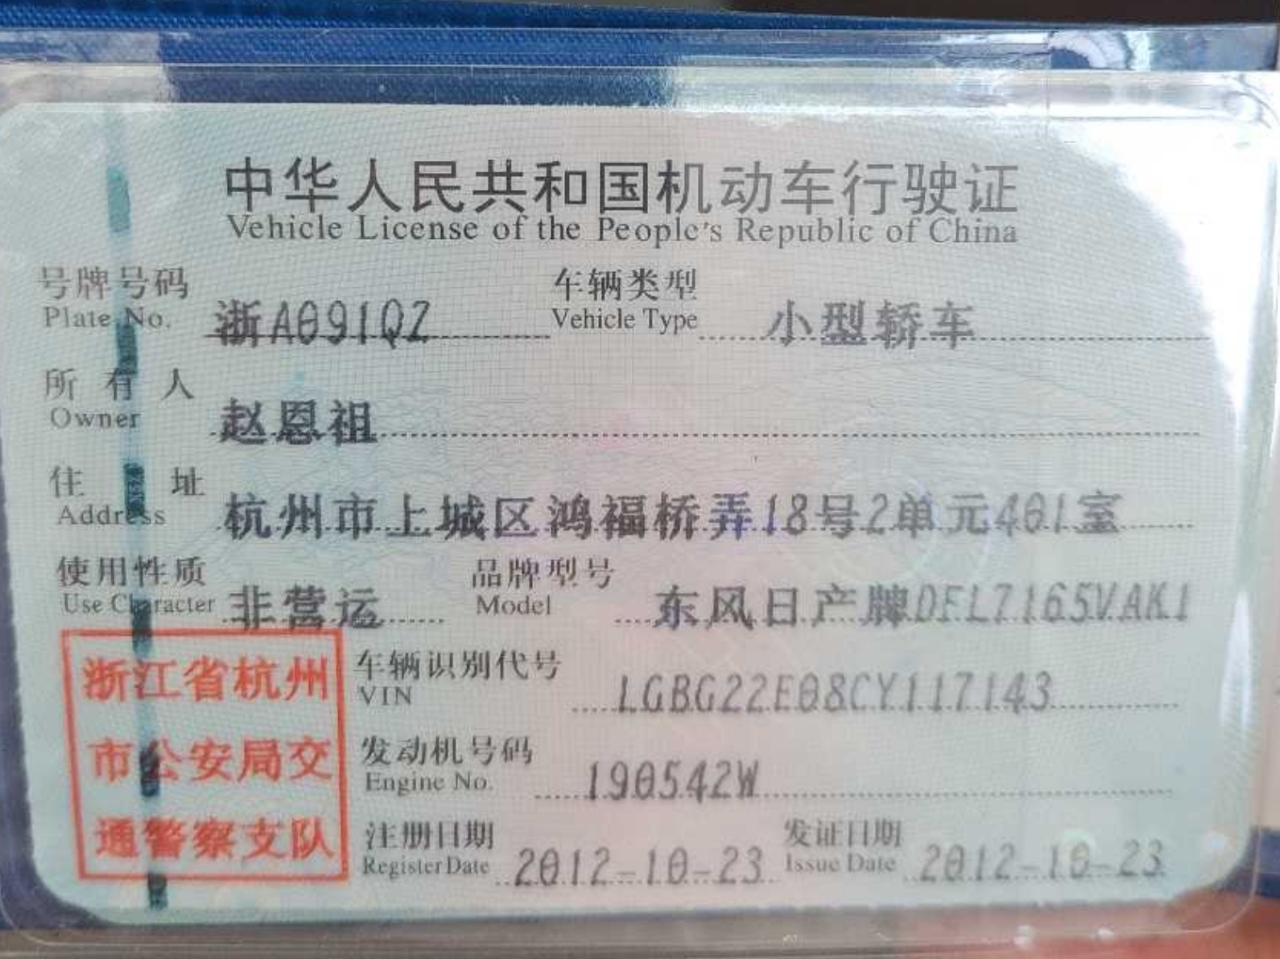 中华人民共和国机动车行驶证
Vehicle License of the People's Republic of China
号牌号码 浙A091QZ 车辆类型 小型轿车
Plate No. Vehicle Type
所有人 赵恩祖
Owner
住址 杭州市上城区鸿福桥弄18号2单元401室
Address
使用性质 非营运 品牌型号 东风日产牌DFL7165VAK1
Use Character Model
浙江省杭州
市公安局交
通警察支队
车辆识别代号 LGBG22E08CY117143
VIN
发动机号码 190542W
Engine No.
注册日期 2012-10-23 发证日期 2012-10-23
Register Date Issue Date